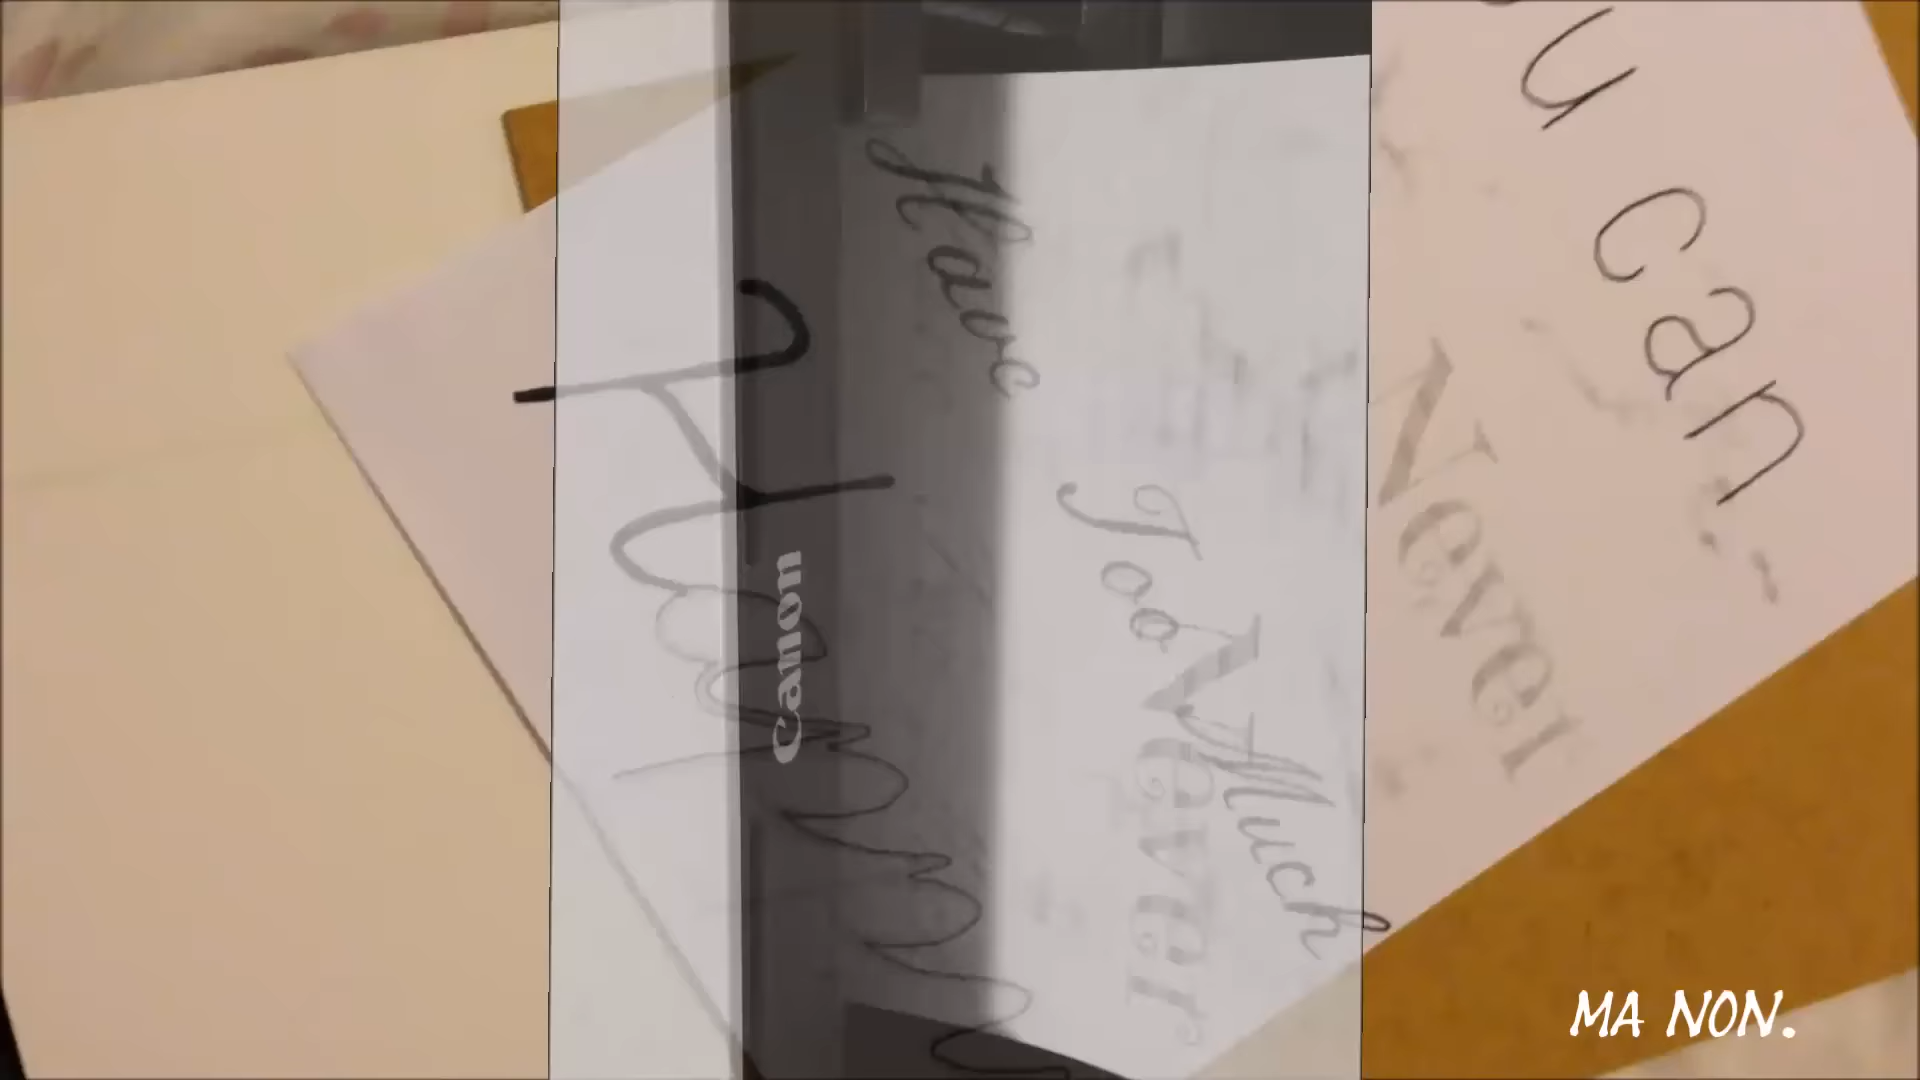 u can
Never
Have
Too
Much
Never
Canon
MA NON.